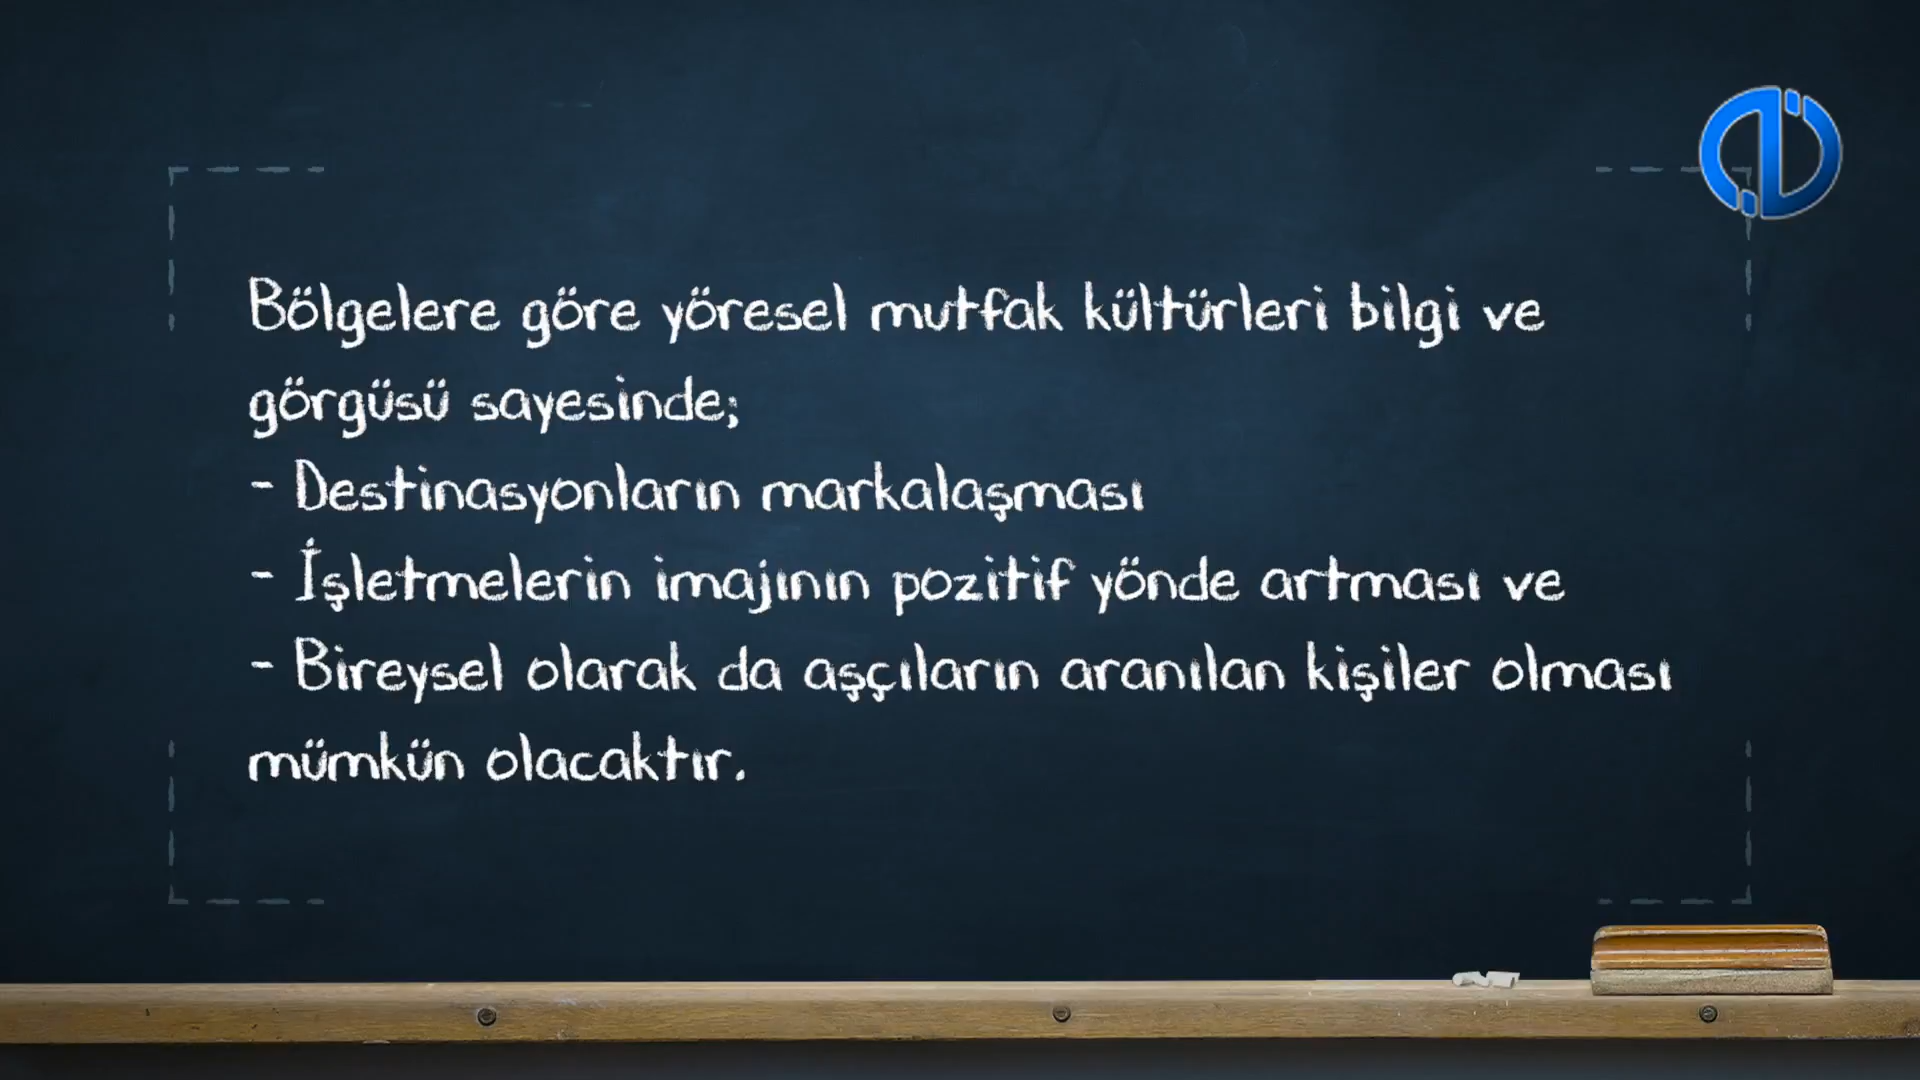 Bölgelere göre yöresel mutfak kültürleri bilgi ve
görgüsü sayesinde;
- Destinasyonların markalaşması
- İşletmelerin imajının pozitif yönde artması ve
- Bireysel olarak da aşçıların aranılan kişiler olması
mümkün olacaktır.